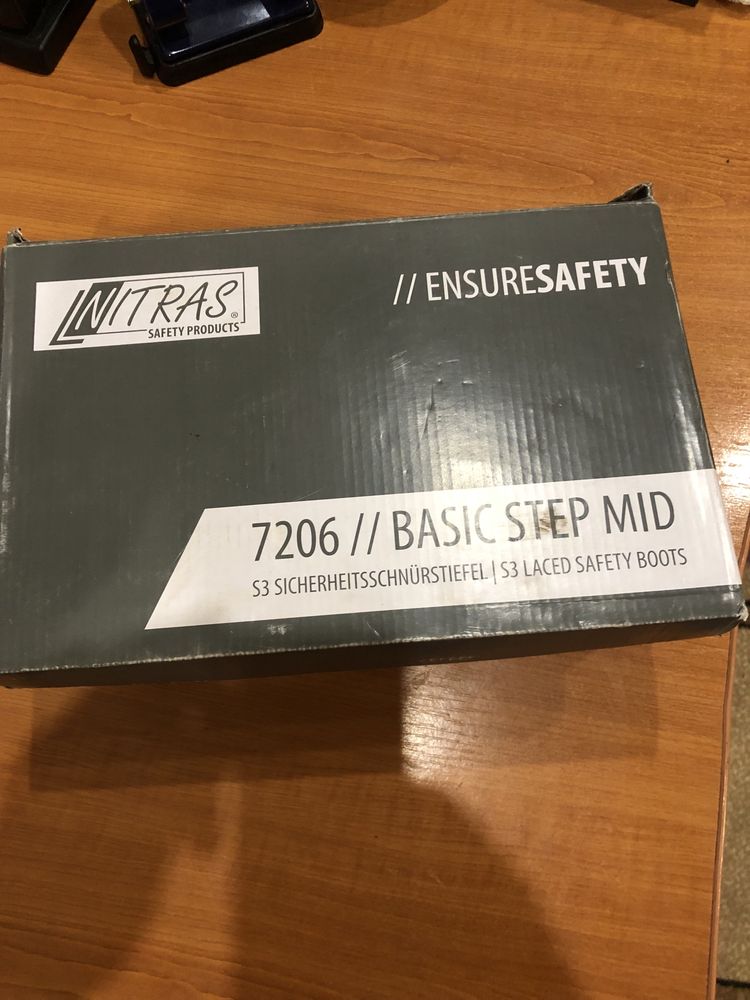 NITRAS®
SAFETY PRODUCTS
// ENSURESAFETY
7206 // BASIC STEP MID
S3 SICHERHEITSSCHNÜRSTIEFEL | S3 LACED SAFETY BOOTS